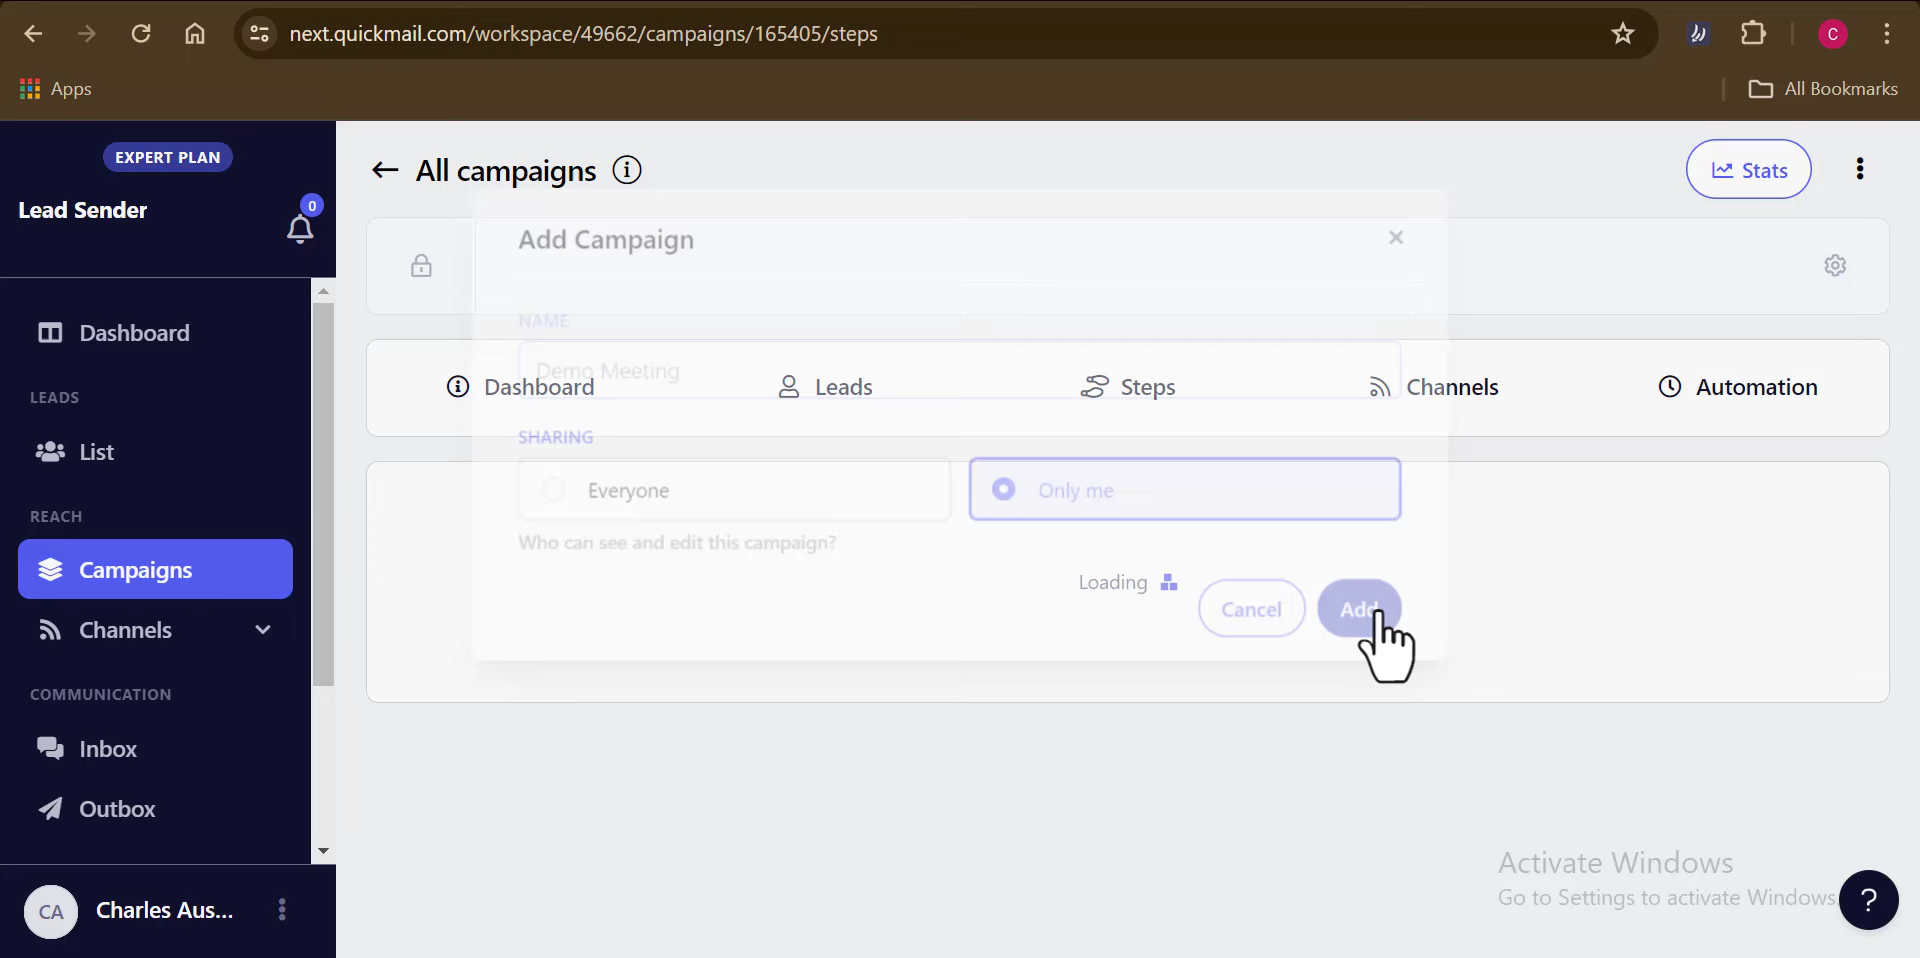 next.quickmail.com/workspace/49662/campaigns/165405/steps
C
Apps
All Bookmarks
EXPERT PLAN
Lead Sender
0
Dashboard
LEADS
List
REACH
Campaigns
Channels
COMMUNICATION
Inbox
Outbox
CA
Charles Aus...
All campaigns
Stats
Add Campaign
NAME
Demo Meeting
Dashboard
Leads
Steps
Channels
Automation
SHARING
Everyone
Only me
Who can see and edit this campaign?
Loading
Cancel
Add
Activate Windows
Go to Settings to activate Windows.
?